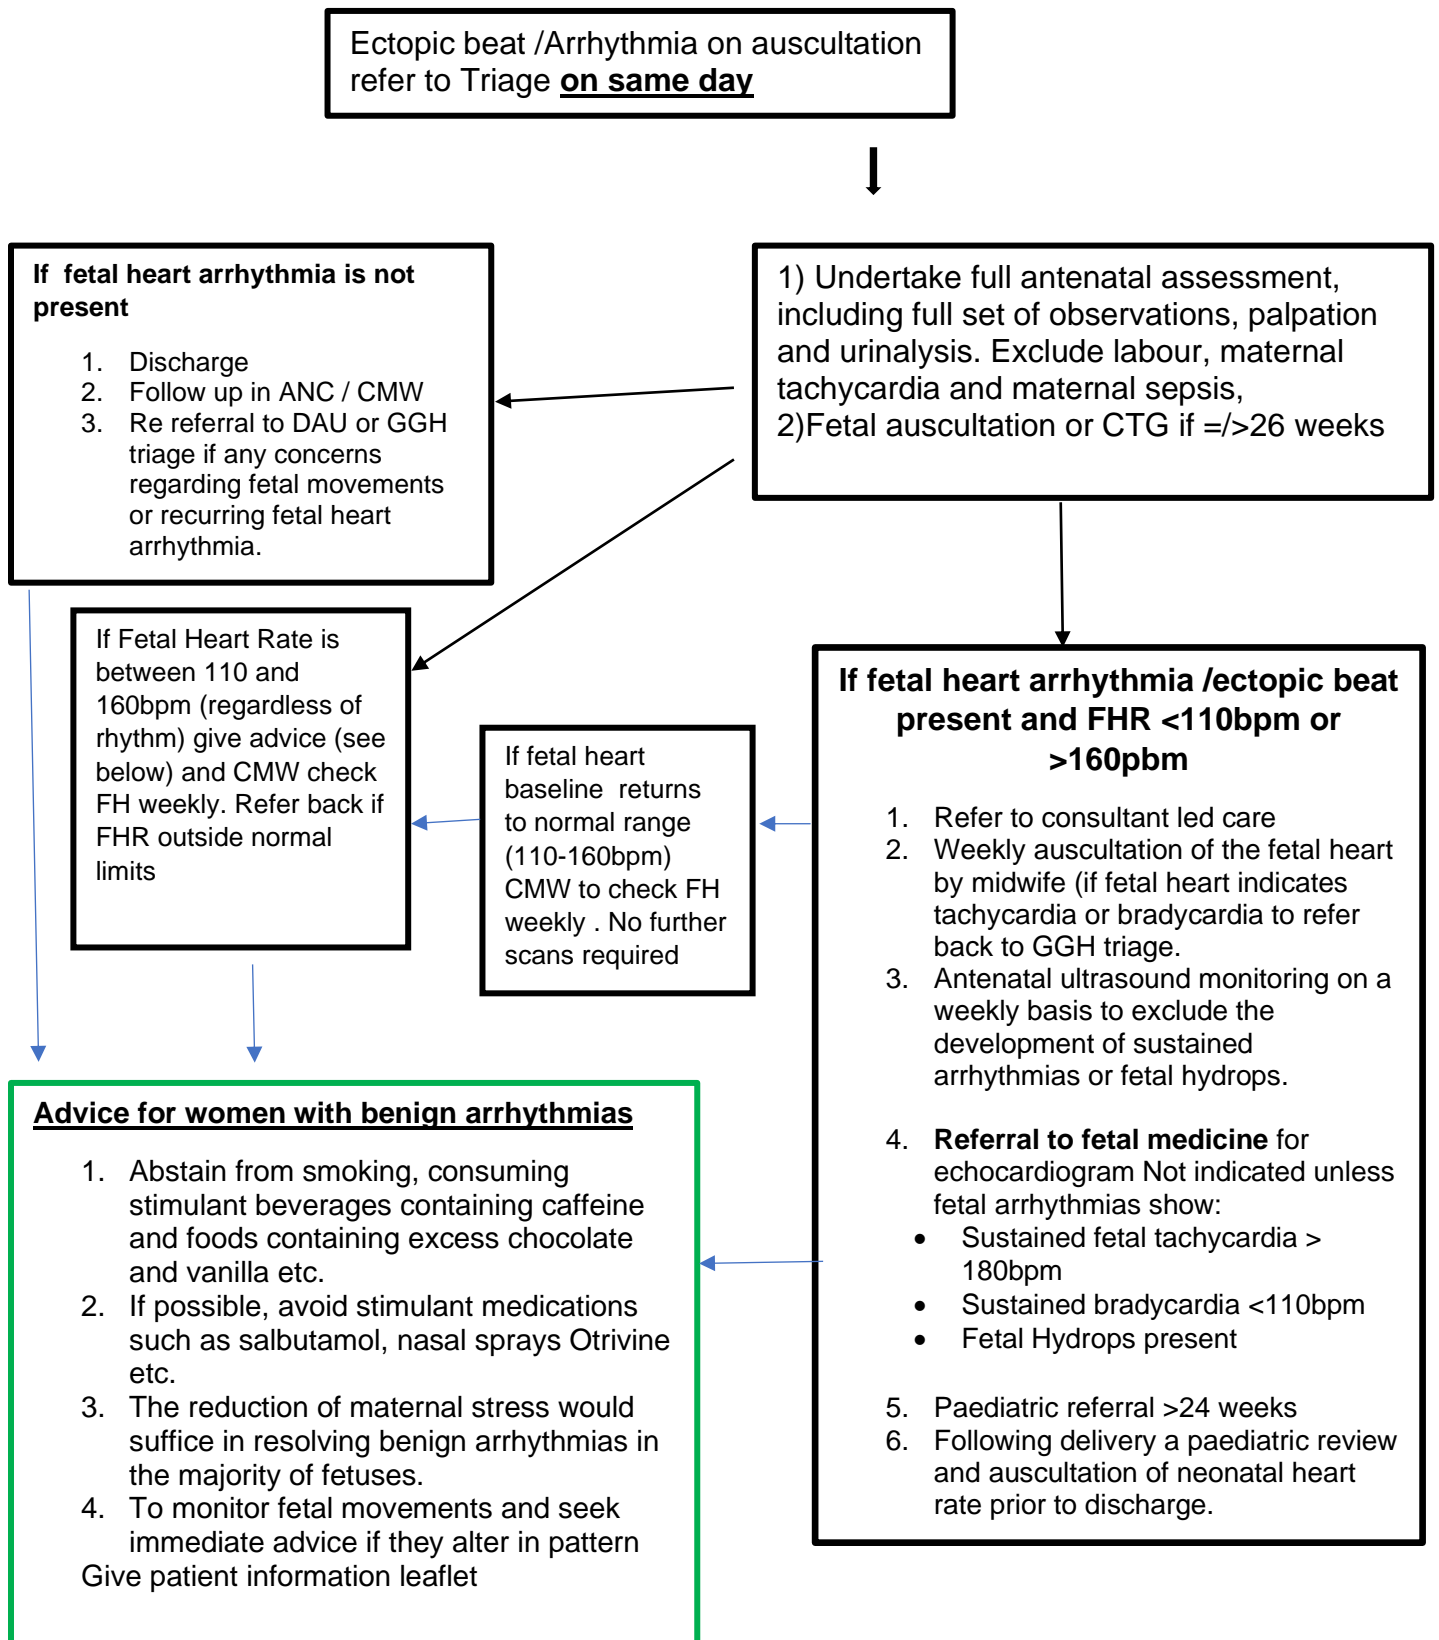 Ectopic beat /Arrhythmia on auscultation
refer to Triage on same day
If  fetal heart arrhythmia is not
present
1. Discharge
2. Follow up in ANC / CMW
3. Re referral to DAU or GGH
triage if any concerns
regarding fetal movements
or recurring fetal heart
arrhythmia.
1) Undertake full antenatal assessment,
including full set of observations, palpation
and urinalysis. Exclude labour, maternal
tachycardia and maternal sepsis,
2)Fetal auscultation or CTG if =/>26 weeks
If Fetal Heart Rate is
between 110 and
160bpm (regardless of
rhythm) give advice (see
below) and CMW check
FH weekly. Refer back if
FHR outside normal
limits
If fetal heart
baseline  returns
to normal range
(110-160bpm)
CMW to check FH
weekly . No further
scans required
If fetal heart arrhythmia /ectopic beat
present and FHR <110bpm or
>160pbm
1. Refer to consultant led care
2. Weekly auscultation of the fetal heart
by midwife (if fetal heart indicates
tachycardia or bradycardia to refer
back to GGH triage.
3. Antenatal ultrasound monitoring on a
weekly basis to exclude the
development of sustained
arrhythmias or fetal hydrops.
4. Referral to fetal medicine for
echocardiogram Not indicated unless
fetal arrhythmias show:
• Sustained fetal tachycardia >
180bpm
• Sustained bradycardia <110bpm
• Fetal Hydrops present
5. Paediatric referral >24 weeks
6. Following delivery a paediatric review
and auscultation of neonatal heart
rate prior to discharge.
Advice for women with benign arrhythmias
1. Abstain from smoking, consuming
stimulant beverages containing caffeine
and foods containing excess chocolate
and vanilla etc.
2. If possible, avoid stimulant medications
such as salbutamol, nasal sprays Otrivine
etc.
3. The reduction of maternal stress would
suffice in resolving benign arrhythmias in
the majority of fetuses.
4. To monitor fetal movements and seek
immediate advice if they alter in pattern
Give patient information leaflet